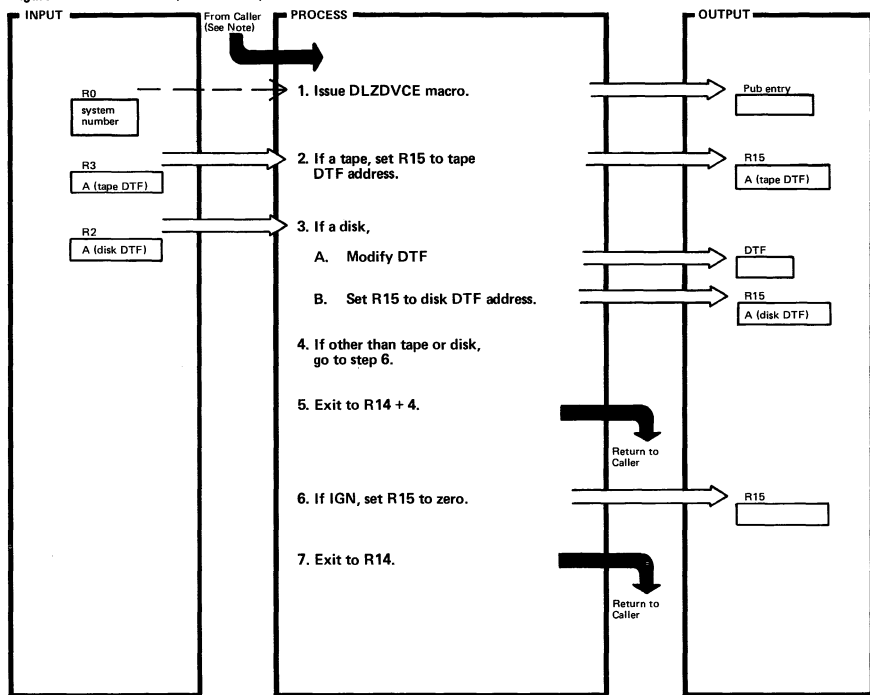 INPUT
From Caller
(See Note)
PROCESS
OUTPUT
R0
system
number
1. Issue DLZDVCE macro.
Pub entry
R3
A (tape DTF)
2. If a tape, set R15 to tape
DTF address.
R15
A (tape DTF)
R2
A (disk DTF)
3. If a disk,
A. Modify DTF
DTF
B. Set R15 to disk DTF address.
R15
A (disk DTF)
4. If other than tape or disk,
go to step 6.
5. Exit to R14 + 4.
Return to
Caller
6. If IGN, set R15 to zero.
R15
7. Exit to R14.
Return to
Caller